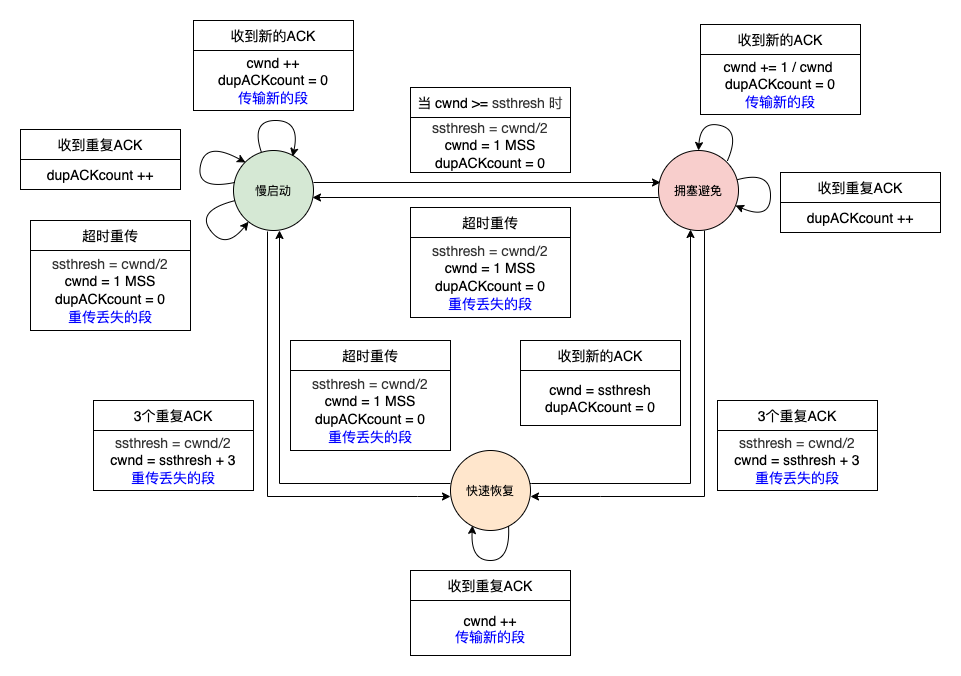 收到新的ACK
cwnd ++
dupACKcount = 0
传输新的段
收到新的ACK
cwnd += 1 / cwnd
dupACKcount = 0
传输新的段
当 cwnd >= ssthresh 时
ssthresh = cwnd/2
cwnd = 1 MSS
dupACKcount = 0
收到重复ACK
dupACKcount ++
慢启动
拥塞避免
收到重复ACK
dupACKcount ++
超时重传
ssthresh = cwnd/2
cwnd = 1 MSS
dupACKcount = 0
重传丢失的段
超时重传
ssthresh = cwnd/2
cwnd = 1 MSS
dupACKcount = 0
重传丢失的段
超时重传
ssthresh = cwnd/2
cwnd = 1 MSS
dupACKcount = 0
重传丢失的段
收到新的ACK
cwnd = ssthresh
dupACKcount = 0
3个重复ACK
ssthresh = cwnd/2
cwnd = ssthresh + 3
重传丢失的段
3个重复ACK
ssthresh = cwnd/2
cwnd = ssthresh + 3
重传丢失的段
快速恢复
收到重复ACK
cwnd ++
传输新的段